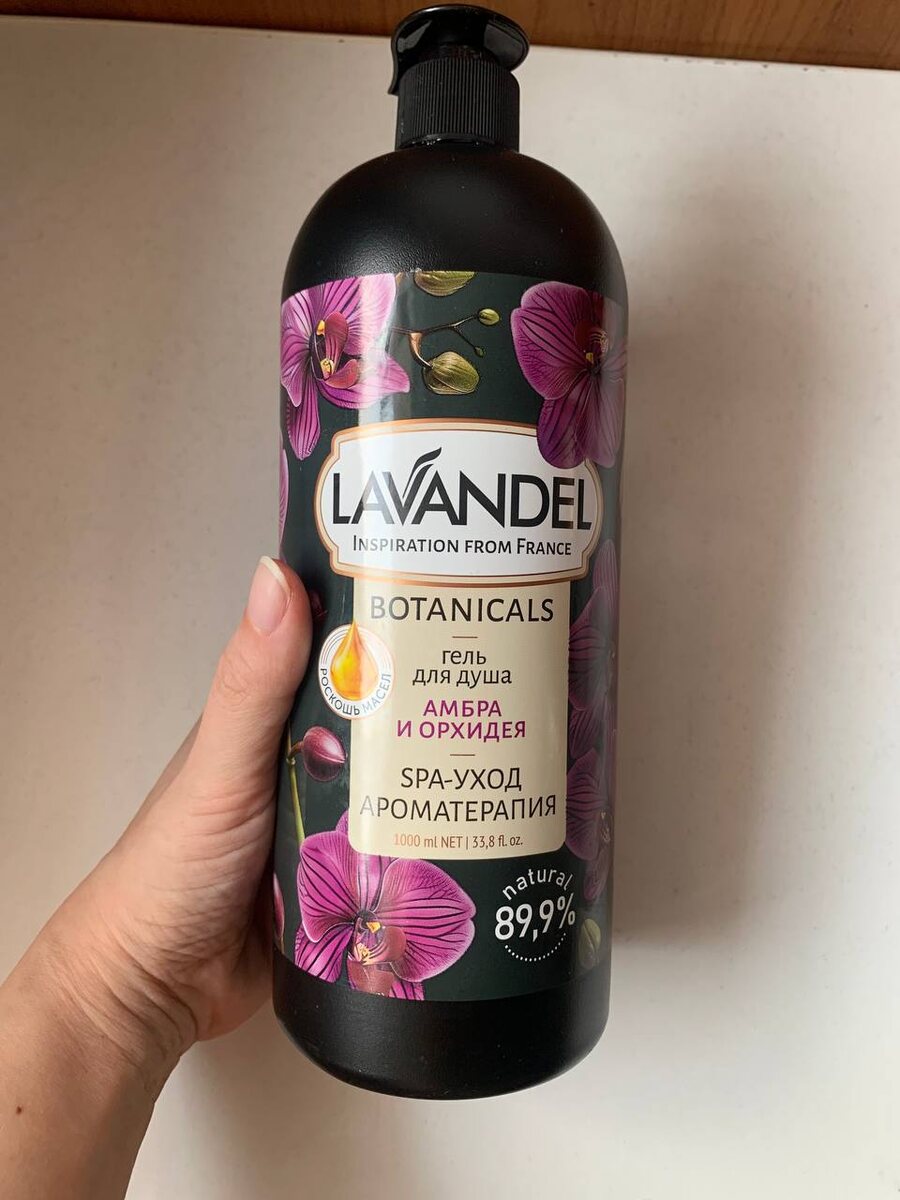 LAVANDEL
INSPIRATION FROM FRANCE
BOTANICALS
РОСКОШЬ МАСЕЛ
гель
для душа
АМБРА
И ОРХИДЕЯ
SPA-УХОД
АРОМАТЕРАПИЯ
1000 ml NET | 33,8 fl. oz.
natural
89,9%